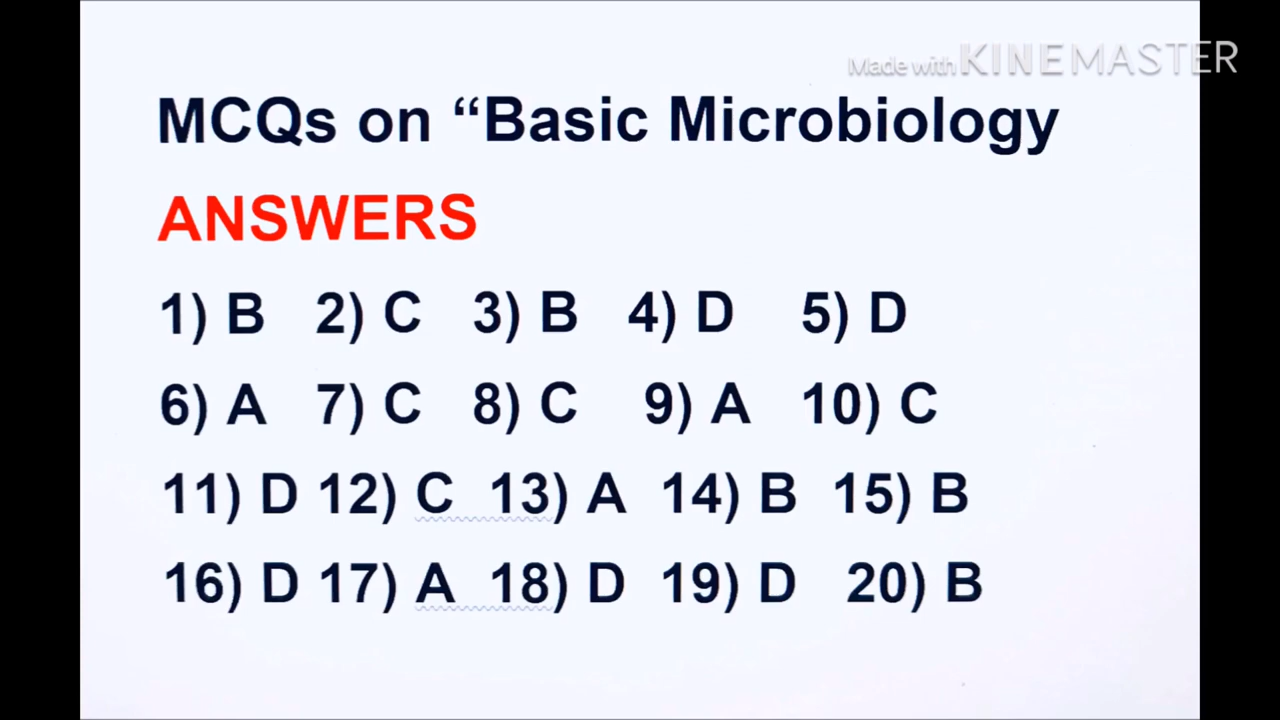 Made with KINEMASTER
MCQs on “Basic Microbiology
ANSWERS
1) B 2) C 3) B 4) D 5) D
6) A 7) C 8) C 9) A 10) C
11) D 12) C 13) A 14) B 15) B
16) D 17) A 18) D 19) D 20) B